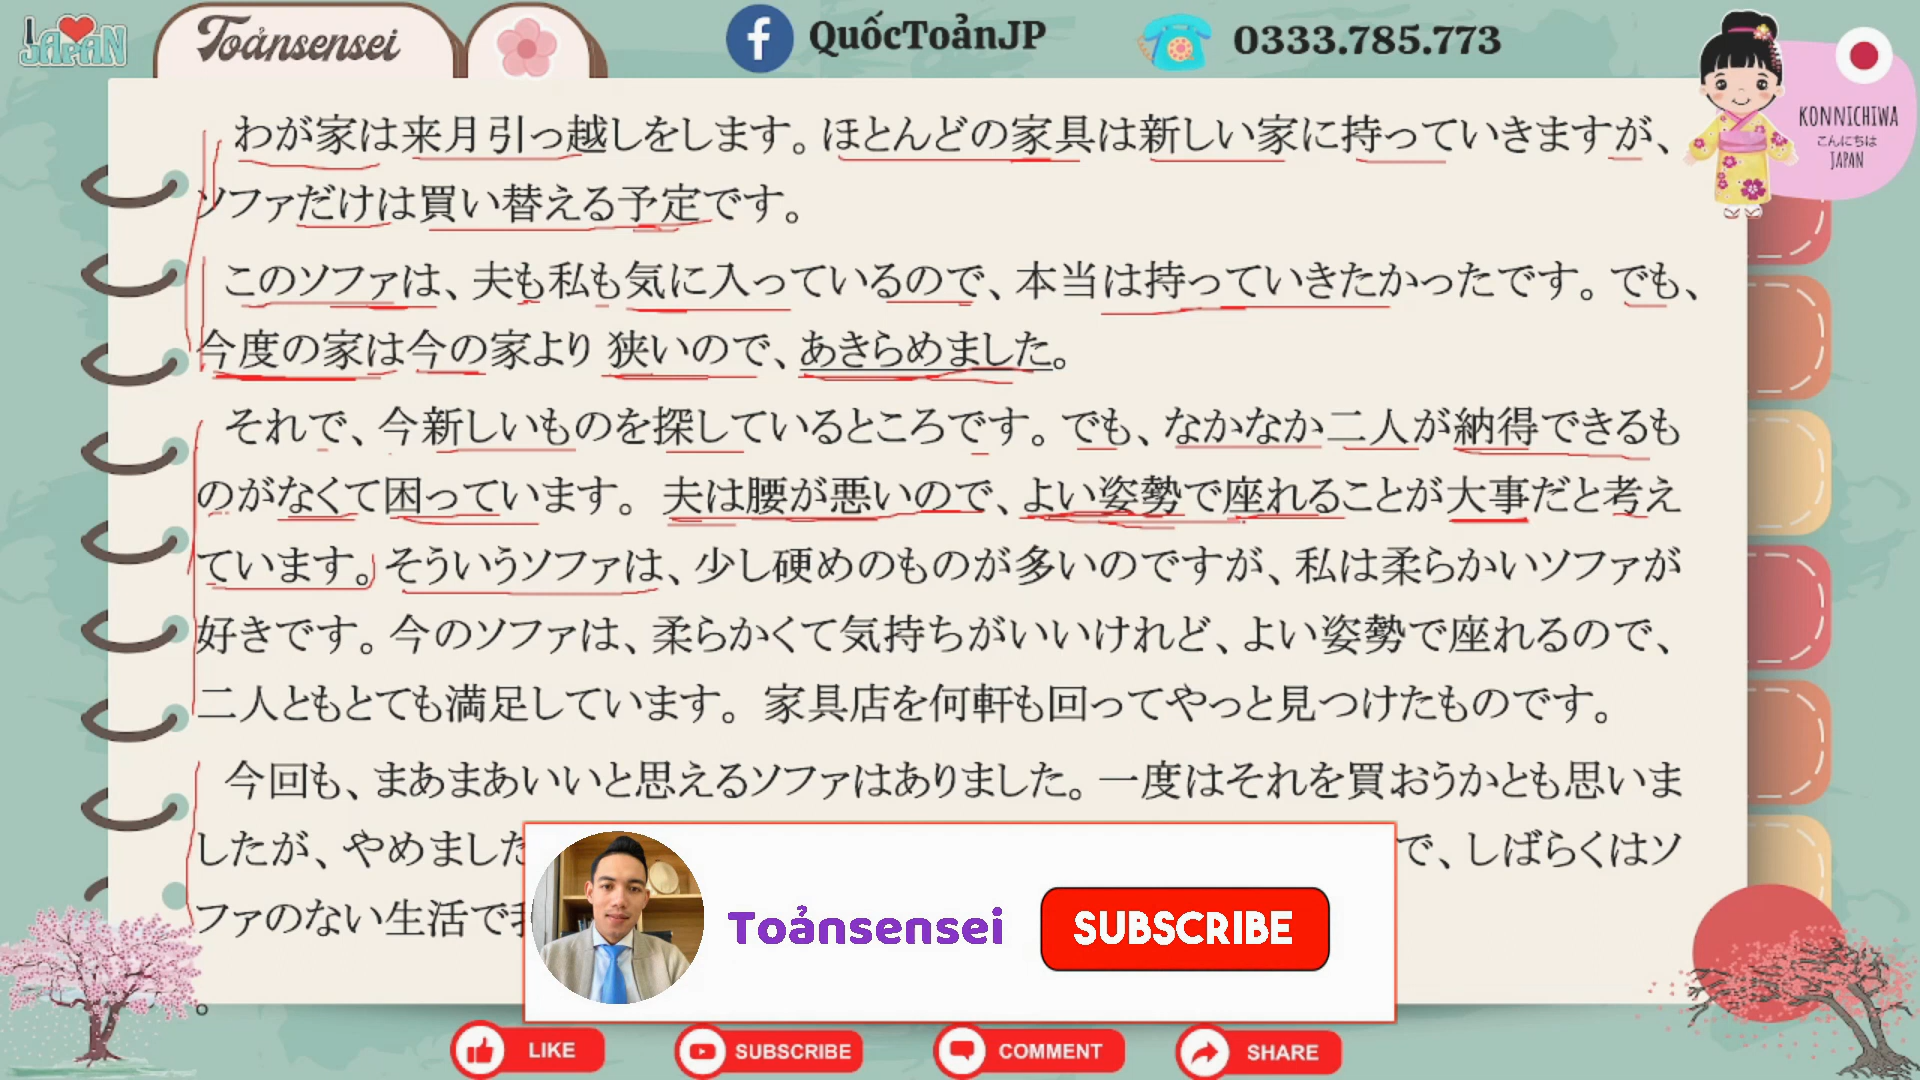 I JAPAN
Toảnsensei
QuốcToảnJP
0333.785.773
KONNICHIWA
こんにちは
JAPAN
わが家は来月引っ越しをします。ほとんどの家具は新しい家に持っていきますが、
ソファだけは買い替える予定です。
このソファは、夫も私も気に入っているので、本当は持っていきたかったです。でも、
今度の家は今の家より 狭いので、あきらめました。
それで、今新しいものを探しているところです。でも、なかなか二人が納得できるも
のがなくて困っています。 夫は腰が悪いので、よい姿勢で座れることが大事だと考え
ています。そういうソファは、少し硬めのものが多いのですが、私は柔らかいソファが
好きです。今のソファは、柔らかくて気持ちがいいけれど、よい姿勢で座れるので、
二人ともとても満足しています。家具店を何軒も回ってやっと見つけたものです。
今回も、まあまあいいと思えるソファはありました。一度はそれを買おうかとも思いま
したが、やめました
で、しばらくはソ
ファのない生活で
。
Toảnsensei
SUBSCRIBE
LIKE
SUBSCRIBE
COMMENT
SHARE